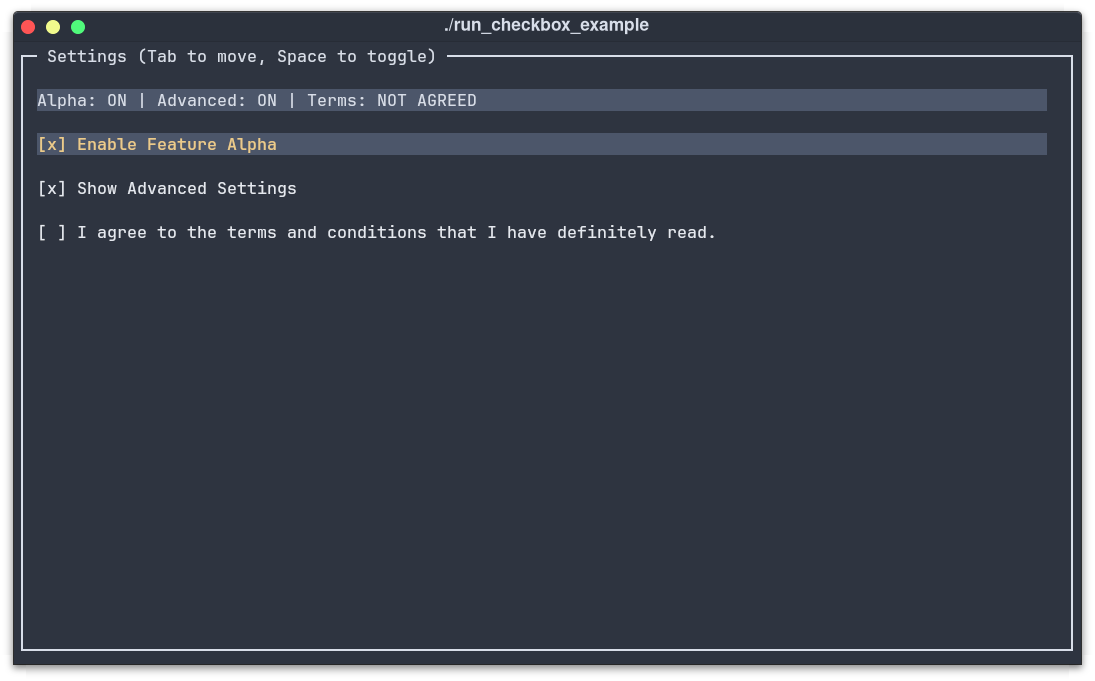 ./run_checkbox_example
Settings (Tab to move, Space to toggle)
Alpha: ON | Advanced: ON | Terms: NOT AGREED
[x] Enable Feature Alpha
[x] Show Advanced Settings
[ ] I agree to the terms and conditions that I have definitely read.